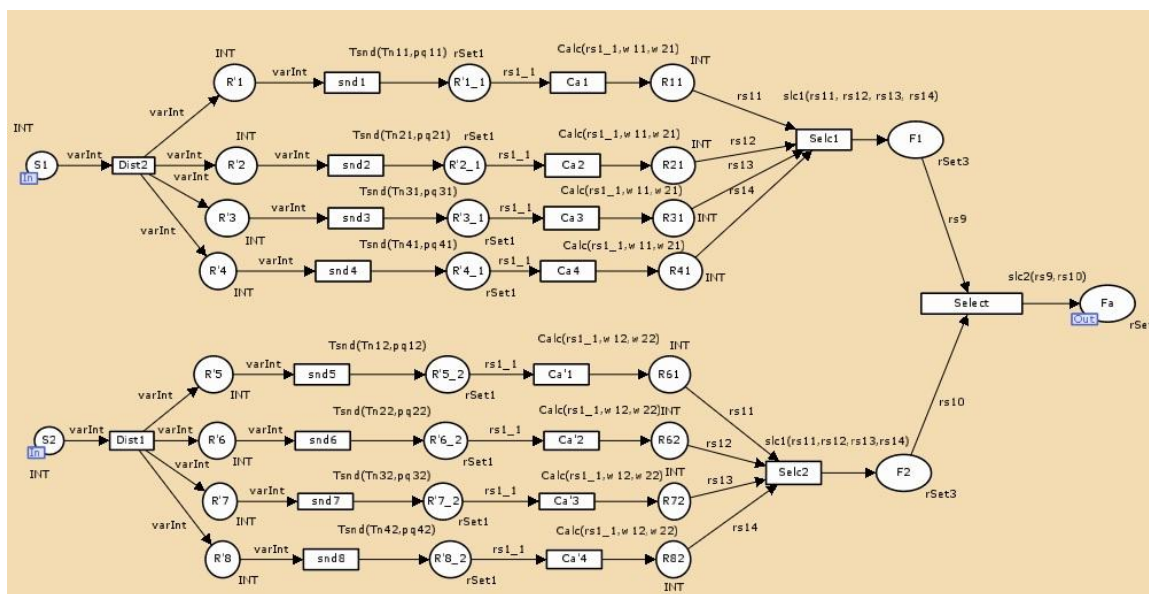 INT
Tsnd(Tn11,pq11) rSet1
Calc(rs1_1,w11,w21)
INT
varInt
R'1
varInt
snd1
R'1_1
rs1_1
Ca1
R11
rs11
slc1(rs11, rs12, rs13, rs14)
INT
S1
In
varInt
Dist2
varInt
INT
R'2
varInt
Tsnd(Tn21,pq21)
snd2
rSet1
R'2_1
rs1_1
Calc(rs1_1,w11,w21)
Ca2
INT
R21
rs12
Selc1
F1
rSet3
varInt
R'3
INT
varInt
Tsnd(Tn31,pq31)
snd3
R'3_1
rSet1
rs1_1
Calc(rs1_1,w11,w21)
Ca3
R31
INT
rs13
varInt
R'4
INT
varInt
Tsnd(Tn41,pq41)
snd4
R'4_1
rSet1
rs1_1
Calc(rs1_1,w11,w21)
Ca4
R41
INT
rs14
rs9
slc2(rs9,rs10)
Select
Fa
Out
rSet
rs10
Tsnd(Tn12,pq12)
Calc(rs1_1,w12,w22)
INT
varInt
R'5
INT
varInt
snd5
R'5_2
rSet1
rs1_1
Ca'1
R61
rs11
slc1(rs11,rs12,rs13,rs14)
S2
In
INT
varInt
Dist1
varInt
R'6
INT
varInt
Tsnd(Tn22,pq22)
snd6
R'6_2
rSet1
rs1_1
Calc(rs1_1,w12,w22)
Ca'2
INT
R62
INT
rs12
Selc2
F2
rSet3
varInt
R'7
INT
varInt
Tsnd(Tn32,pq32)
snd7
R'7_2
rSet1
rs1_1
Calc(rs1_1,w12,w22)
Ca'3
R72
rs13
varInt
R'8
INT
varInt
Tsnd(Tn42,pq42)
snd8
R'8_2
rSet1
rs1_1
Calc(rs1_1,w12,w22)
Ca'4
R82
INT
rs14